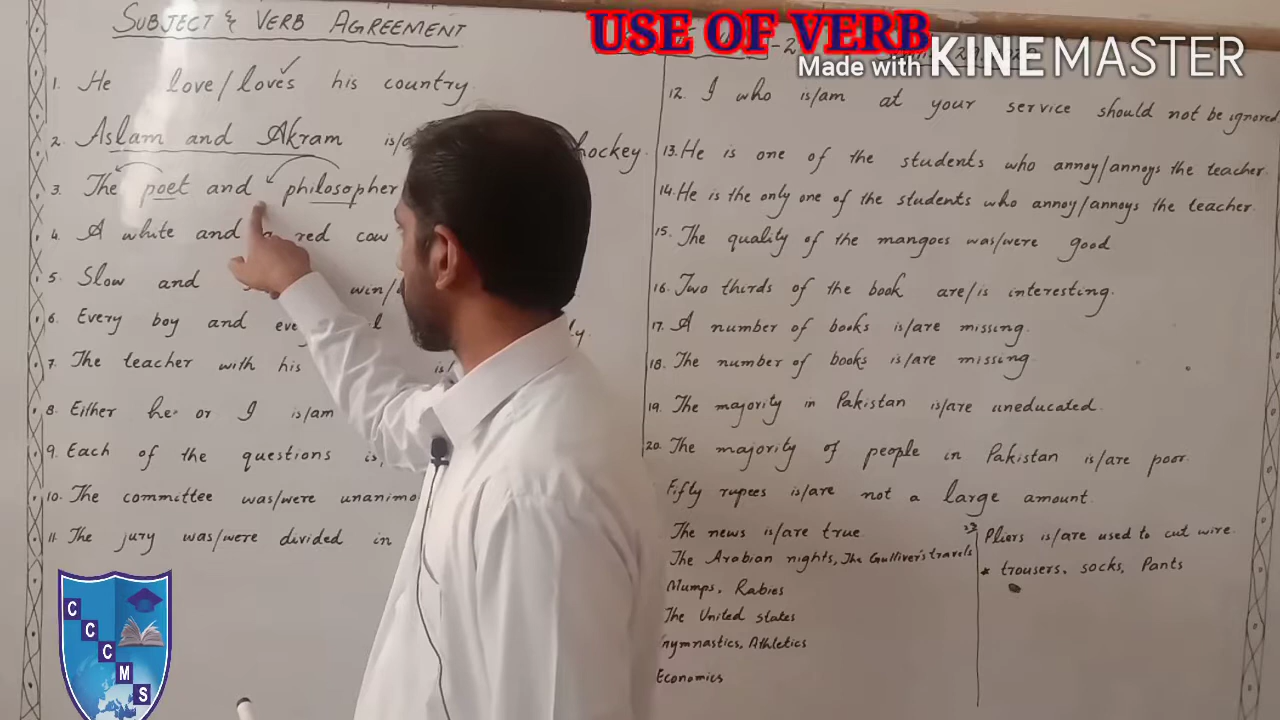 SUBJECT & VERB AGREEMENT
USE OF VERB
Made with KINEMASTER
1. He love/loves his country
2. Aslam and Akram is/a hockey.
3. The poet and philosopher
4. A white and a red cow
5. Slow and win/
6. Every boy and eve l ly.
7. The teacher with his is/
8. Either he or I is/am
9. Each of the questions is,
10. The committee was/were unanimo
11. The jury was/were divided in
12. I who is/am at your service should not be ignored
13. He is one of the students who annoy/annoys the teacher.
14. He is the only one of the students who annoy/annoys the teacher.
15. The quality of the mangoes was/were good
16. Two thirds of the book are/is interesting.
17. A number of books is/are missing.
18. The number of books is/are missing.
19. The majority in Pakistan is/are uneducated.
20. The majority of people in Pakistan is/are poor.
Fifty rupees is/are not a large amount.
The news is/are true.
The Arabian nights, The Gulliver's travels
Mumps, Rabies
The United states
Gymnastics, Athletics
Economics
23 Pliers is/are used to cut wire.
* trousers, socks, Pants
CCCMS